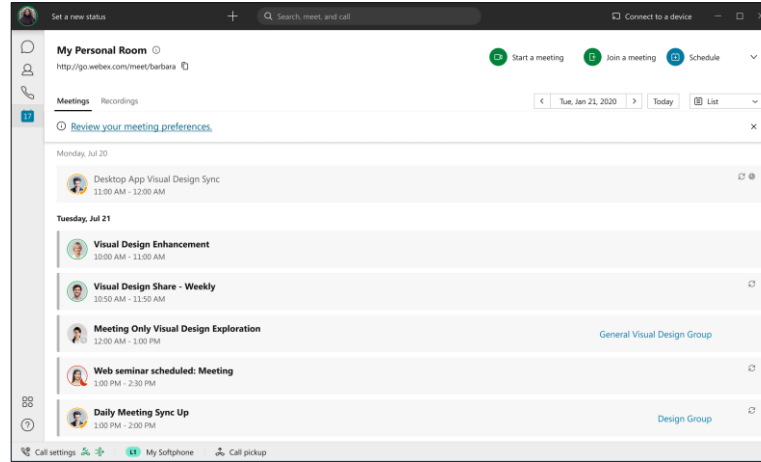 Set a new status
Search, meet, and call
Connect to a device
My Personal Room
http://go.webex.com/meet/barbara
Start a meeting
Join a meeting
Schedule
Meetings Recordings
Tue, Jan 21, 2020
Today
List
17
Review your meeting preferences.
Monday, Jul 20
Desktop App Visual Design Sync
11:00 AM - 12:00 AM
Tuesday, Jul 21
Visual Design Enhancement
10:00 AM - 11:00 AM
Visual Design Share - Weekly
10:50 AM - 11:50 AM
Meeting Only Visual Design Exploration
12:00 AM - 1:00 PM
General Visual Design Group
Web seminar scheduled: Meeting
1:00 PM - 2:30 PM
Daily Meeting Sync Up
1:00 PM - 2:00 PM
Design Group
Call settings
L1 My Softphone
Call pickup